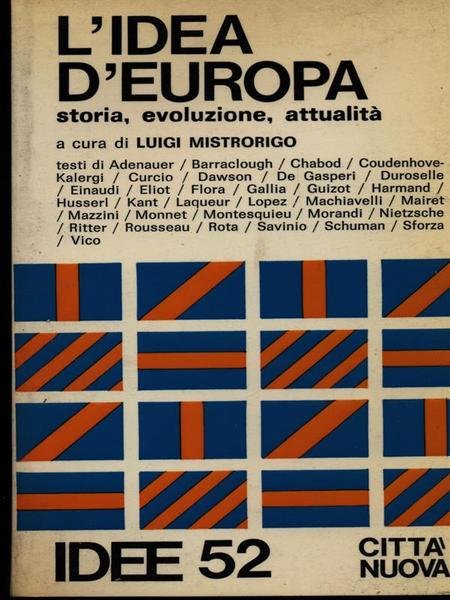 L'IDEA
D'EUROPA
storia, evoluzione, attualità
a cura di LUIGI MISTRORIGO
testi di Adenauer / Barraclough / Chabod / Coudenhove-
Kalergi / Curcio / Dawson / De Gasperi / Duroselle
/ Einaudi / Eliot / Flora / Gallia / Guizot / Harmand /
Husserl / Kant / Laqueur / Lopez / Machiavelli / Mairet
/ Mazzini / Monnet / Montesquieu / Morandi / Nietzsche
/ Ritter / Rousseau / Rota / Savinio / Schuman / Sforza
/ Vico
IDEE 52
CITTA'
NUOVA